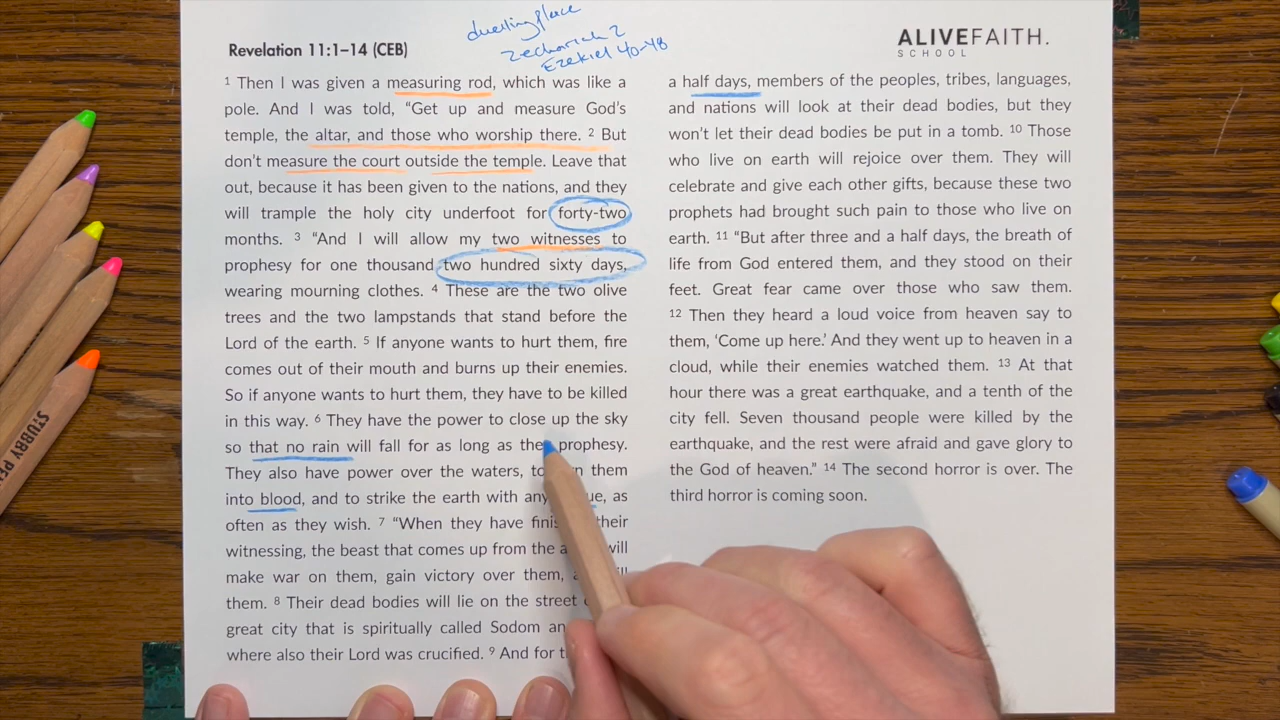 dwelling place
Zechariah 2
Ezekiel 40-48
Revelation 11:1–14 (CEB)
ALIVEFAITH.
SCHOOL
1 Then I was given a measuring rod, which was like a
pole. And I was told, “Get up and measure God’s
temple, the altar, and those who worship there. 2 But
don’t measure the court outside the temple. Leave that
out, because it has been given to the nations, and they
will trample the holy city underfoot for forty-two
months. 3 “And I will allow my two witnesses to
prophesy for one thousand two hundred sixty days,
wearing mourning clothes. 4 These are the two olive
trees and the two lampstands that stand before the
Lord of the earth. 5 If anyone wants to hurt them, fire
comes out of their mouth and burns up their enemies.
So if anyone wants to hurt them, they have to be killed
in this way. 6 They have the power to close up the sky
so that no rain will fall for as long as they prophesy.
They also have power over the waters, to them
into blood, and to strike the earth with any ue, as
often as they wish. 7 “When they have finis their
witnessing, the beast that comes up from the a will
make war on them, gain victory over them,
them. 8 Their dead bodies will lie on the street
great city that is spiritually called Sodom an
where also their Lord was crucified. 9 And for
a half days, members of the peoples, tribes, languages,
and nations will look at their dead bodies, but they
won’t let their dead bodies be put in a tomb. 10 Those
who live on earth will rejoice over them. They will
celebrate and give each other gifts, because these two
prophets had brought such pain to those who live on
earth. 11 “But after three and a half days, the breath of
life from God entered them, and they stood on their
feet. Great fear came over those who saw them.
12 Then they heard a loud voice from heaven say to
them, ‘Come up here.’ And they went up to heaven in a
cloud, while their enemies watched them. 13 At that
hour there was a great earthquake, and a tenth of the
city fell. Seven thousand people were killed by the
earthquake, and the rest were afraid and gave glory to
the God of heaven.” 14 The second horror is over. The
third horror is coming soon.
STUBBY PE